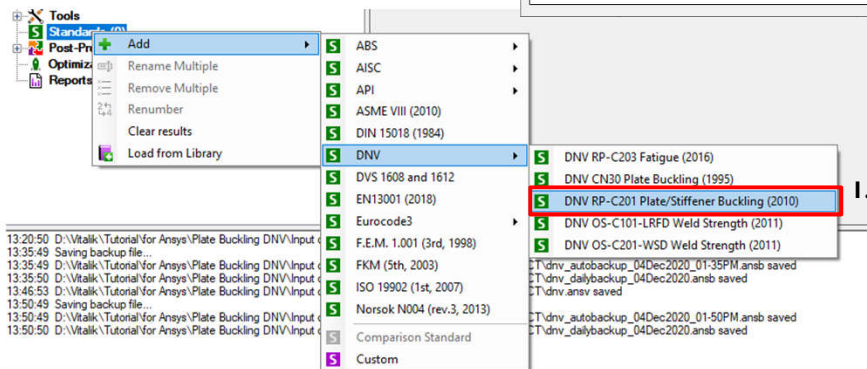 Tools
Standards (0)
Post-Pr
Optimiz
Reports
Add
Rename Multiple
Remove Multiple
Renumber
Clear results
Load from Library
ABS
AISC
API
ASME VIII (2010)
DIN 15018 (1984)
DNV
DVS 1608 and 1612
EN13001 (2018)
Eurocode3
F.E.M. 1.001 (3rd, 1998)
FKM (5th, 2003)
ISO 19902 (1st, 2007)
Norsok N004 (rev.3, 2013)
Comparison Standard
Custom
DNV RP-C203 Fatigue (2016)
DNV CN30 Plate Buckling (1995)
DNV RP-C201 Plate/Stiffener Buckling (2010)
DNV OS-C101-LRFD Weld Strength (2011)
DNV OS-C201-WSD Weld Strength (2011)
1.
13:20:50 D:\Vitalik\Tutorial\for Ansys\Plate Buckling DNV\Input
13:35:49 Saving backup file...
13:35:49 D:\Vitalik\Tutorial\for Ansys\Plate Buckling DNV\Input CT\dnv_autobackup_04Dec2020_01-35PM.ansb saved
13:35:50 D:\Vitalik\Tutorial\for Ansys\Plate Buckling DNV\Input CT\dnv_dailybackup_04Dec2020.ansb saved
13:46:53 D:\Vitalik\Tutorial\for Ansys\Plate Buckling DNV\Input CT\dnv.ansv saved
13:50:49 Saving backup file...
13:50:49 D:\Vitalik\Tutorial\for Ansys\Plate Buckling DNV\Input CT\dnv_autobackup_04Dec2020_01-50PM.ansb saved
13:50:50 D:\Vitalik\Tutorial\for Ansys\Plate Buckling DNV\Input CT\dnv_dailybackup_04Dec2020.ansb saved